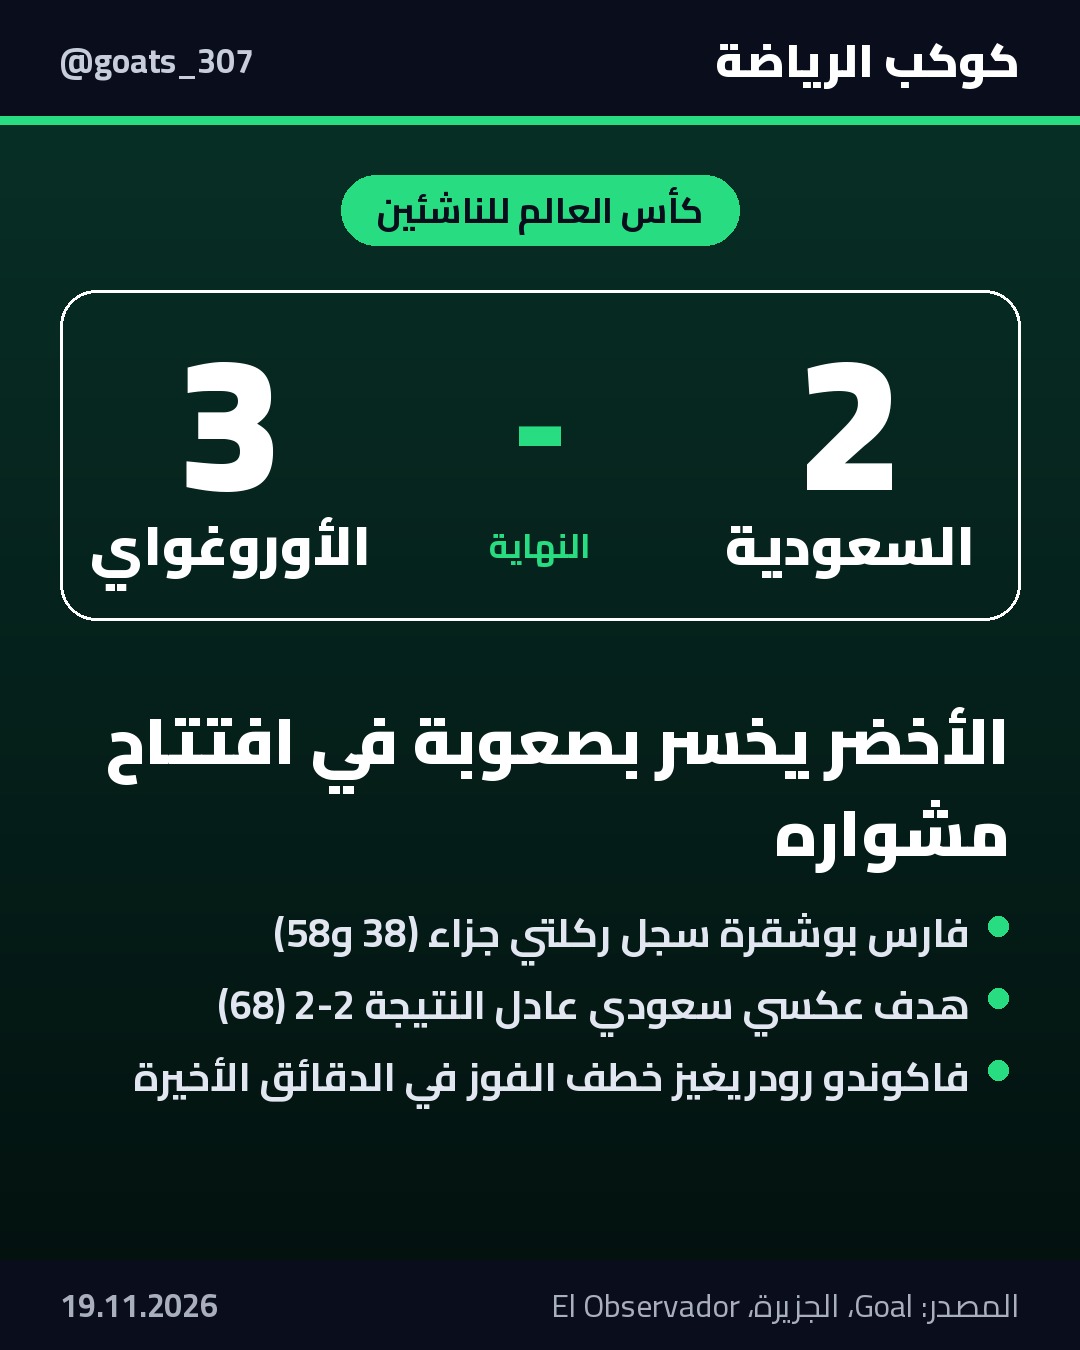 كوكب الرياضة
@goats_307
كأس العالم للناشئين
2 - 3
السعودية النهاية الأوروغواي
الأخضر يخسر بصعوبة في افتتاح
مشواره
فارس بوشقرة سجل ركلتي جزاء (38 و58)
هدف عكسي سعودي عادل النتيجة 2-2 (68)
فاكوندو رودريغيز خطف الفوز في الدقائق الأخيرة
المصدر: Goal، الجزيرة، El Observador
19.11.2026